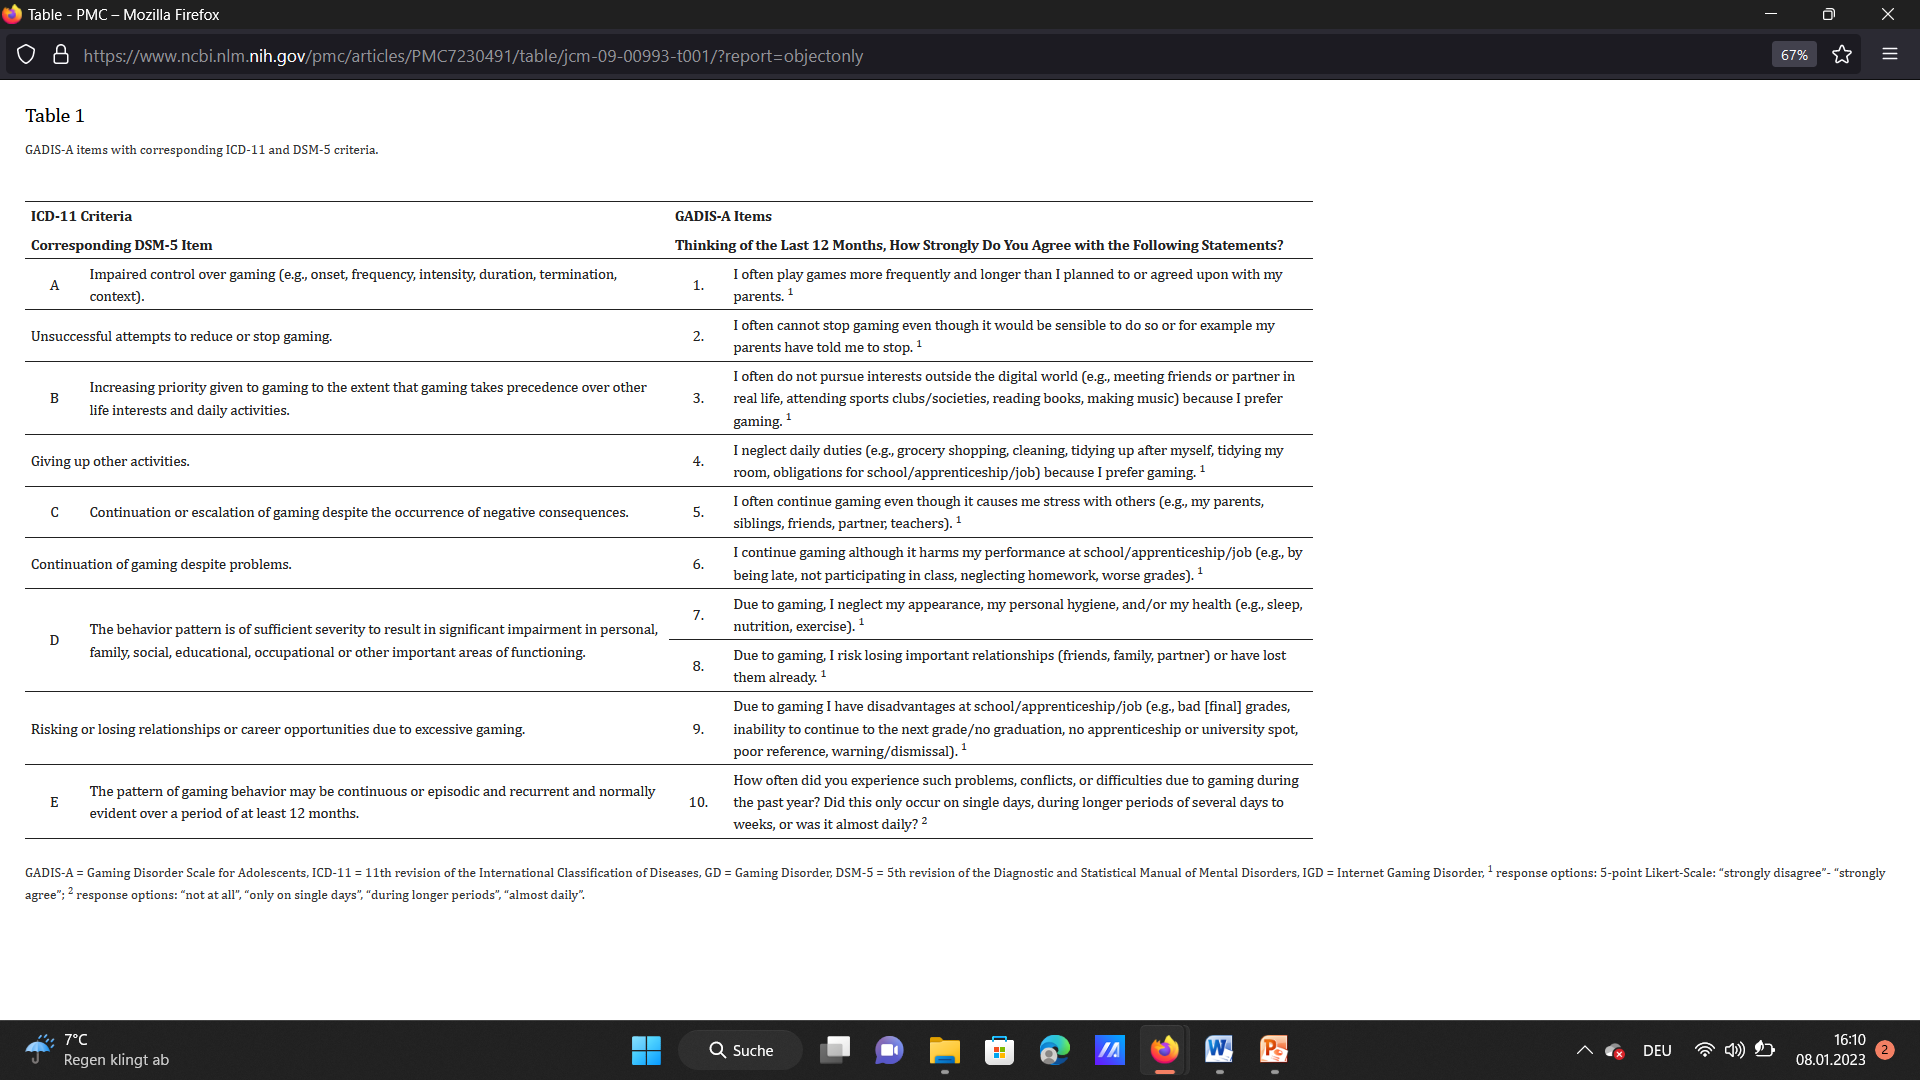 Table - PMC – Mozilla Firefox
https://www.ncbi.nlm.nih.gov/pmc/articles/PMC7230491/table/jcm-09-00993-t001/?report=objectonly
67%
Table 1
GADIS-A items with corresponding ICD-11 and DSM-5 criteria.
ICD-11 Criteria
GADIS-A Items
Corresponding DSM-5 Item
Thinking of the Last 12 Months, How Strongly Do You Agree with the Following Statements?
A
Impaired control over gaming (e.g., onset, frequency, intensity, duration, termination,
context).
1.
I often play games more frequently and longer than I planned to or agreed upon with my
parents. 1
Unsuccessful attempts to reduce or stop gaming.
2.
I often cannot stop gaming even though it would be sensible to do so or for example my
parents have told me to stop. 1
B
Increasing priority given to gaming to the extent that gaming takes precedence over other
life interests and daily activities.
3.
I often do not pursue interests outside the digital world (e.g., meeting friends or partner in
real life, attending sports clubs/societies, reading books, making music) because I prefer
gaming. 1
Giving up other activities.
4.
I neglect daily duties (e.g., grocery shopping, cleaning, tidying up after myself, tidying my
room, obligations for school/apprenticeship/job) because I prefer gaming. 1
C
Continuation or escalation of gaming despite the occurrence of negative consequences.
5.
I often continue gaming even though it causes me stress with others (e.g., my parents,
siblings, friends, partner, teachers). 1
Continuation of gaming despite problems.
6.
I continue gaming although it harms my performance at school/apprenticeship/job (e.g., by
being late, not participating in class, neglecting homework, worse grades). 1
D
The behavior pattern is of sufficient severity to result in significant impairment in personal,
family, social, educational, occupational or other important areas of functioning.
7.
Due to gaming, I neglect my appearance, my personal hygiene, and/or my health (e.g., sleep,
nutrition, exercise). 1
8.
Due to gaming, I risk losing important relationships (friends, family, partner) or have lost
them already. 1
Risking or losing relationships or career opportunities due to excessive gaming.
9.
Due to gaming I have disadvantages at school/apprenticeship/job (e.g., bad [final] grades,
inability to continue to the next grade/no graduation, no apprenticeship or university spot,
poor reference, warning/dismissal). 1
E
The pattern of gaming behavior may be continuous or episodic and recurrent and normally
evident over a period of at least 12 months.
10.
How often did you experience such problems, conflicts, or difficulties due to gaming during
the past year? Did this only occur on single days, during longer periods of several days to
weeks, or was it almost daily? 2
GADIS-A = Gaming Disorder Scale for Adolescents, ICD-11 = 11th revision of the International Classification of Diseases, GD = Gaming Disorder, DSM-5 = 5th revision of the Diagnostic and Statistical Manual of Mental Disorders, IGD = Internet Gaming Disorder, 1 response options: 5-point Likert-Scale: “strongly disagree”- “strongly
agree”; 2 response options: “not at all”, “only on single days”, “during longer periods”, “almost daily”.
7°C
Regen klingt ab
Suche
DEU
16:10
08.01.2023
2